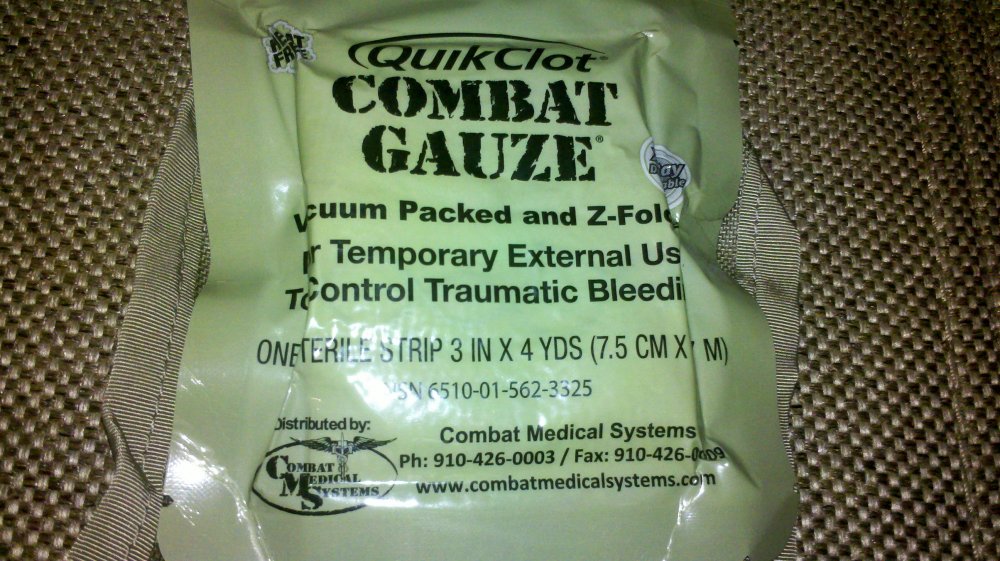 QuikClot®
COMBAT
GAUZE®
cuum Packed and Z-Fol
r Temporary External Us
To Control Traumatic Bleedi
ONE TERILE STRIP 3 IN X 4 YDS (7.5 CM X M)
SN 6510-01-562-3325
Distributed by:
COMBAT
MEDICAL
SYSTEMS
Combat Medical Systems
Ph: 910-426-0003 / Fax: 910-426-
www.combatmedicalsystems.com